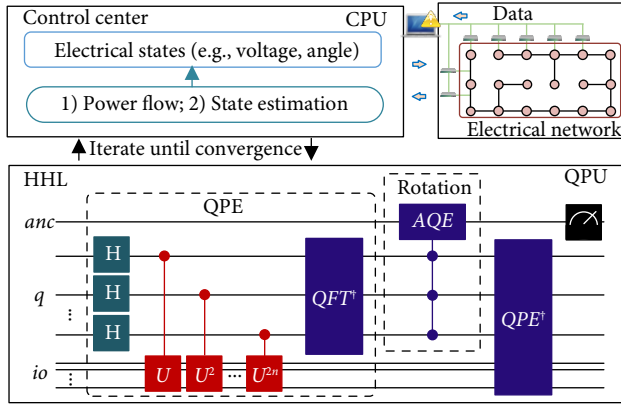 Control center
CPU
Data
Electrical states (e.g., voltage, angle)
1) Power flow; 2) State estimation
Electrical network
Iterate until convergence
HHL
QPE
Rotation
QPU
anc
AQE
H
q
H
QFT†
⋮
H
QPE†
io
⋮
U
U²
...
U²ⁿ